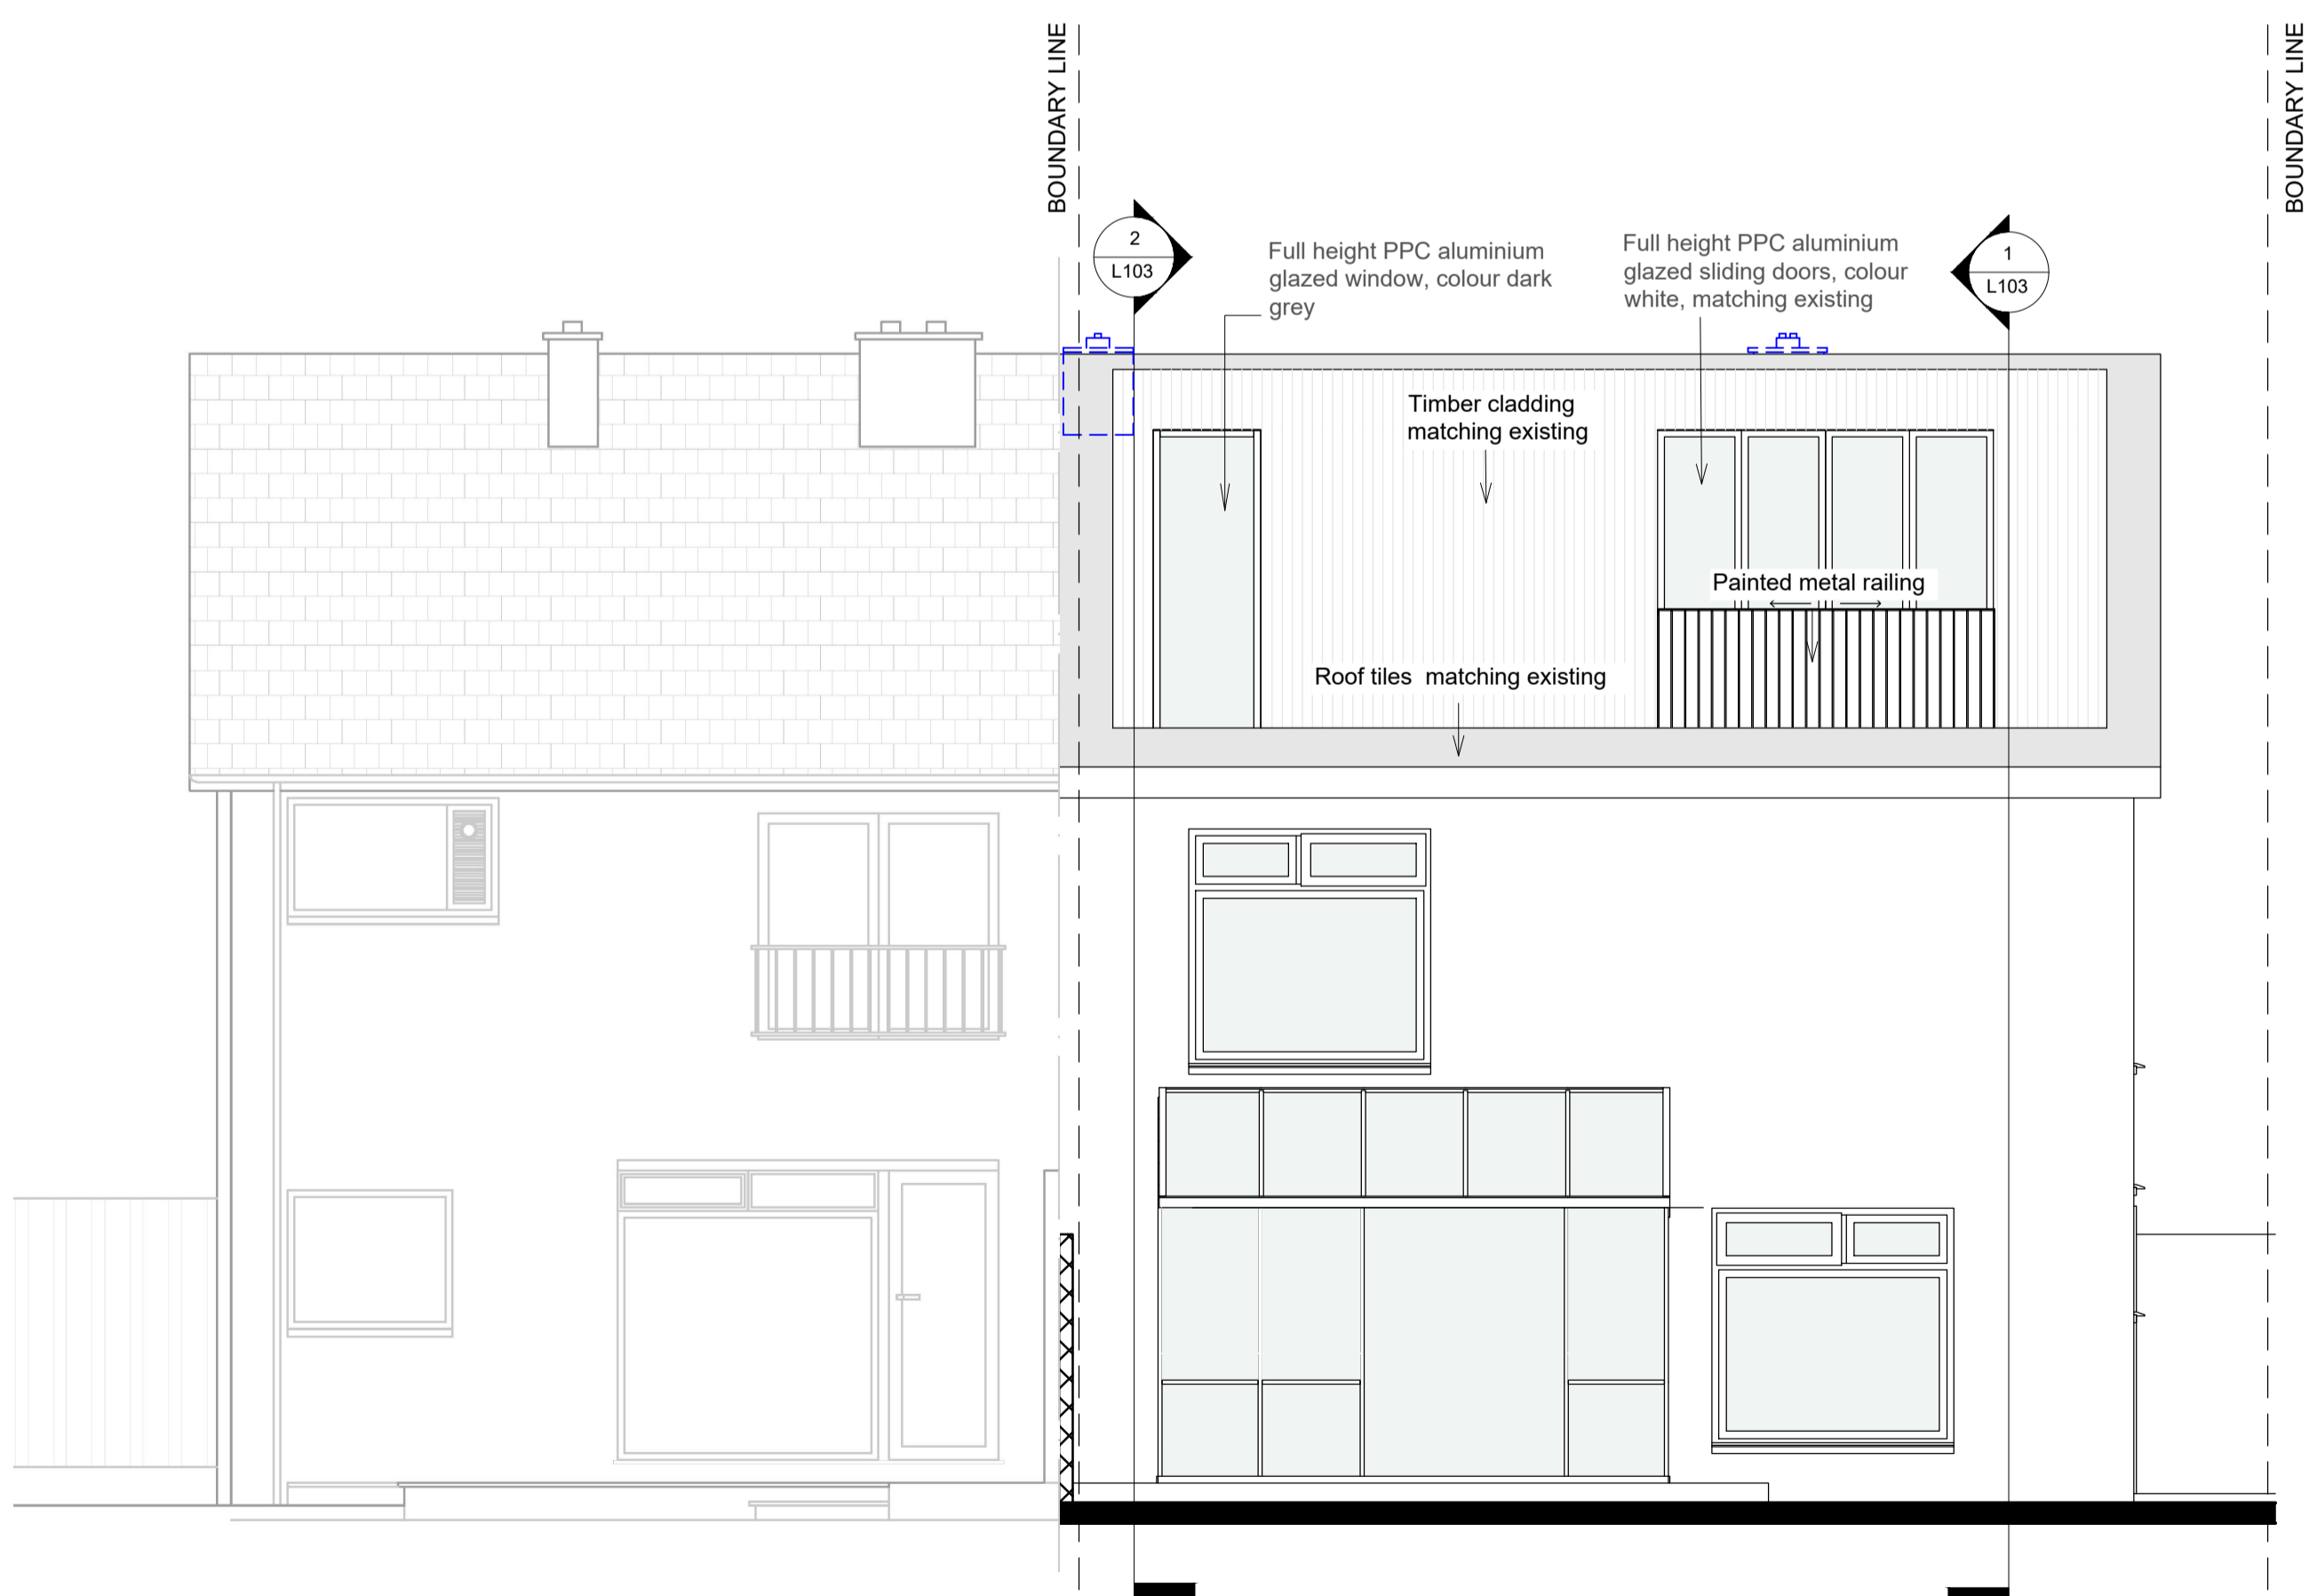 BOUNDARY LINE
BOUNDARY LINE
2
L103
Full height PPC aluminium
glazed window, colour dark
grey
Full height PPC aluminium
glazed sliding doors, colour
white, matching existing
1
L103
Timber cladding
matching existing
Painted metal railing
Roof tiles  matching existing